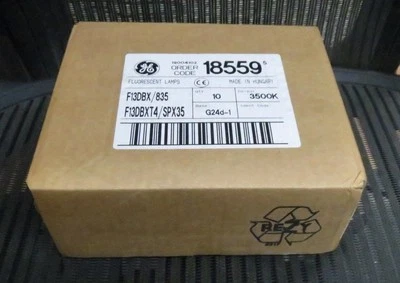 GE
ORDER
CODE
18559 5
FLUORESCENT LAMPS
CE
MADE IN HUNGARY
F13DBX/835
F13DBXT4/SPX35
10
3500K
G24d-1
REZY